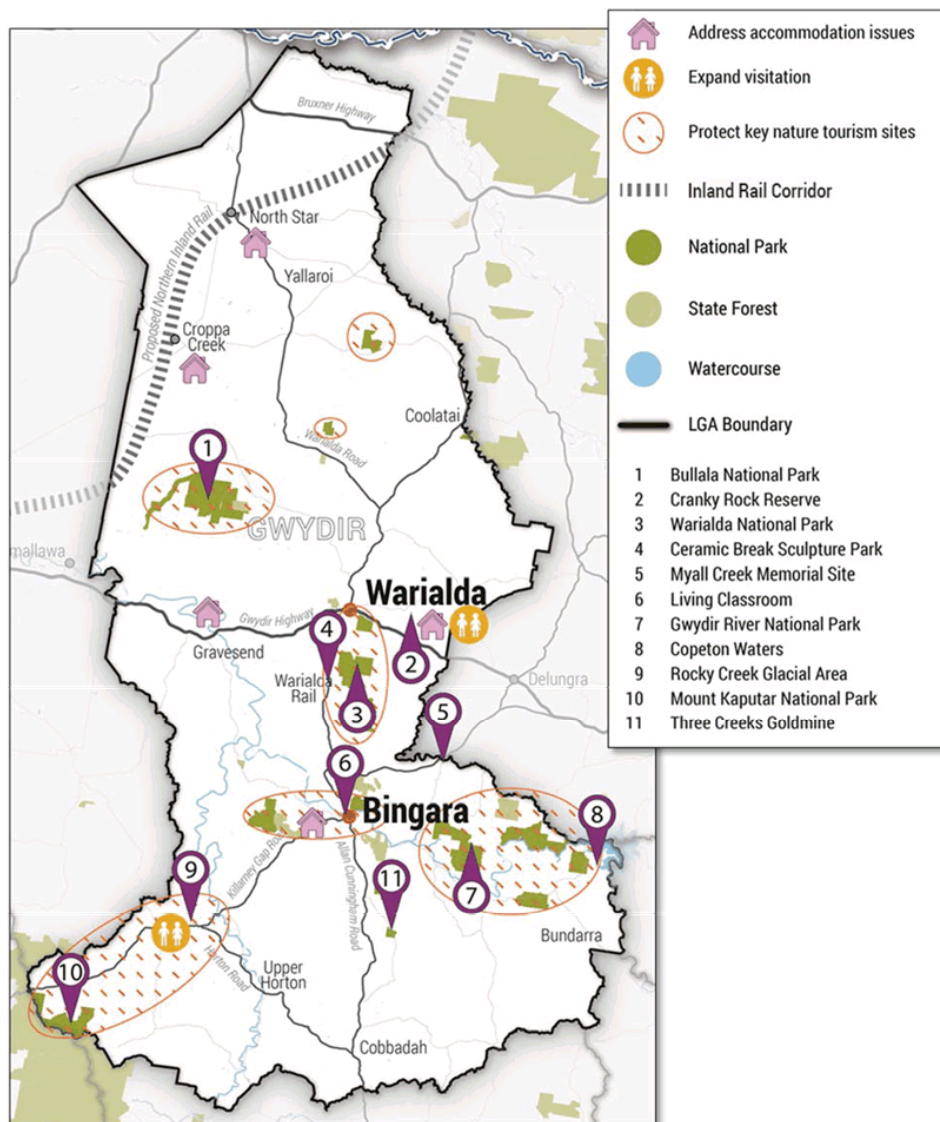 Address accommodation issues
Expand visitation
Protect key nature tourism sites
Inland Rail Corridor
National Park
State Forest
Watercourse
LGA Boundary
1 Bullala National Park
2 Cranky Rock Reserve
3 Warialda National Park
4 Ceramic Break Sculpture Park
5 Myall Creek Memorial Site
6 Living Classroom
7 Gwydir River National Park
8 Copeton Waters
9 Rocky Creek Glacial Area
10 Mount Kaputar National Park
11 Three Creeks Goldmine
Bruxner Highway
Proposed Northern Inland Rail
North Star
Yallaroi
Croppa
Creek
Coolatai
Warialda Road
1
GWYDIR
mallawa
Warialda
Gwydir Highway
4
2
Gravesend
Warialda
Rail
Delungra
3
5
6
Bingara
8
9
Killarney Gap Ro
Allan Cunningham Road
11
7
Bundarra
10
Horton Road
Upper
Horton
Cobbadah